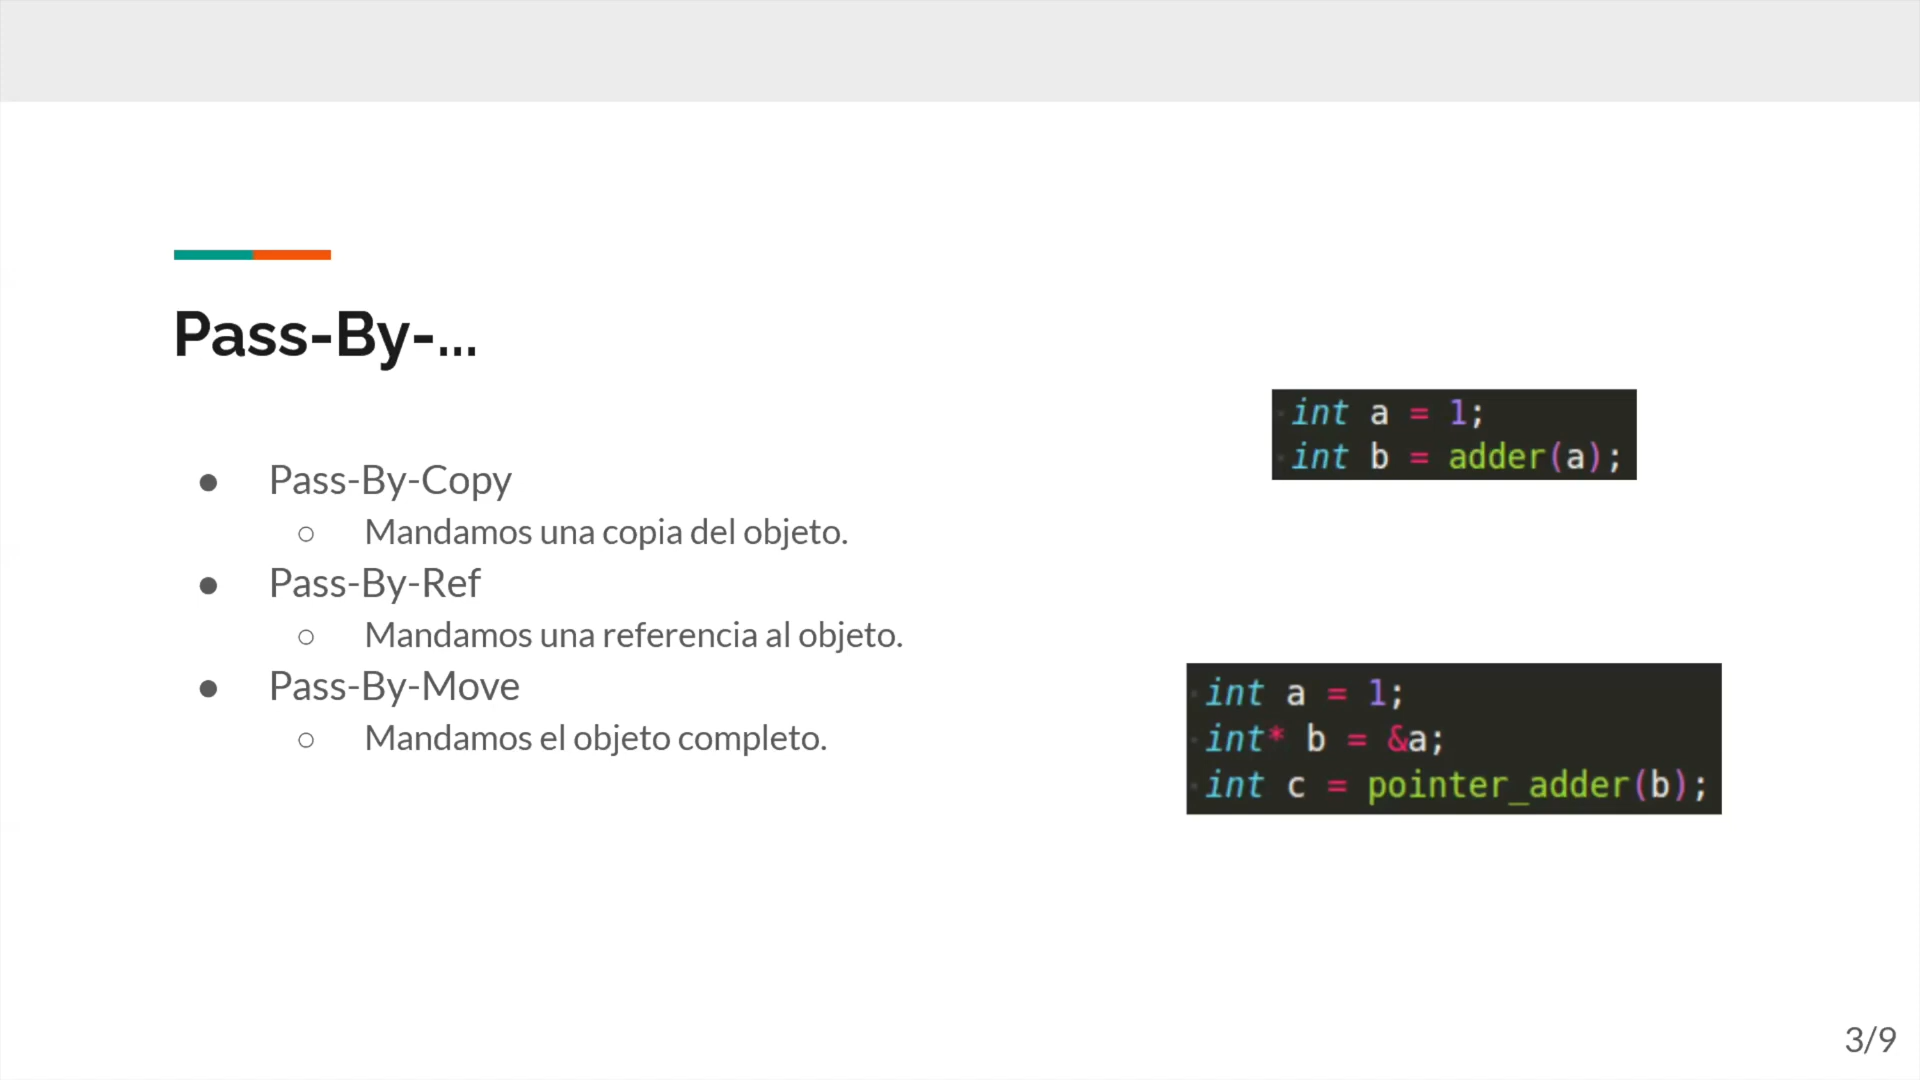 Pass-By-...
Pass-By-Copy
Mandamos una copia del objeto.
Pass-By-Ref
Mandamos una referencia al objeto.
Pass-By-Move
Mandamos el objeto completo.
int a = 1;
int b = adder(a);
int a = 1;
int* b = &a;
int c = pointer_adder(b);
3/9